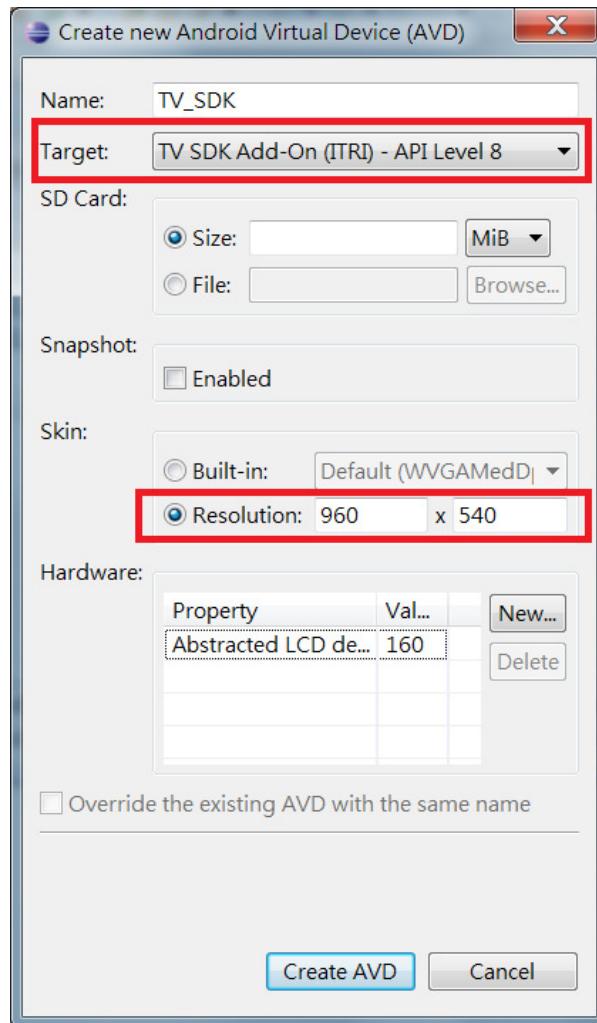 Create new Android Virtual Device (AVD)
Name: TV_SDK
Target: TV SDK Add-On (ITRI) - API Level 8
SD Card:
Size: MiB
File: Browse...
Snapshot:
Enabled
Skin:
Built-in: Default (WVGAMedDp
Resolution: 960 x 540
Hardware:
Property Val...
New...
Abstracted LCD de... 160
Delete
Override the existing AVD with the same name
Create AVD Cancel